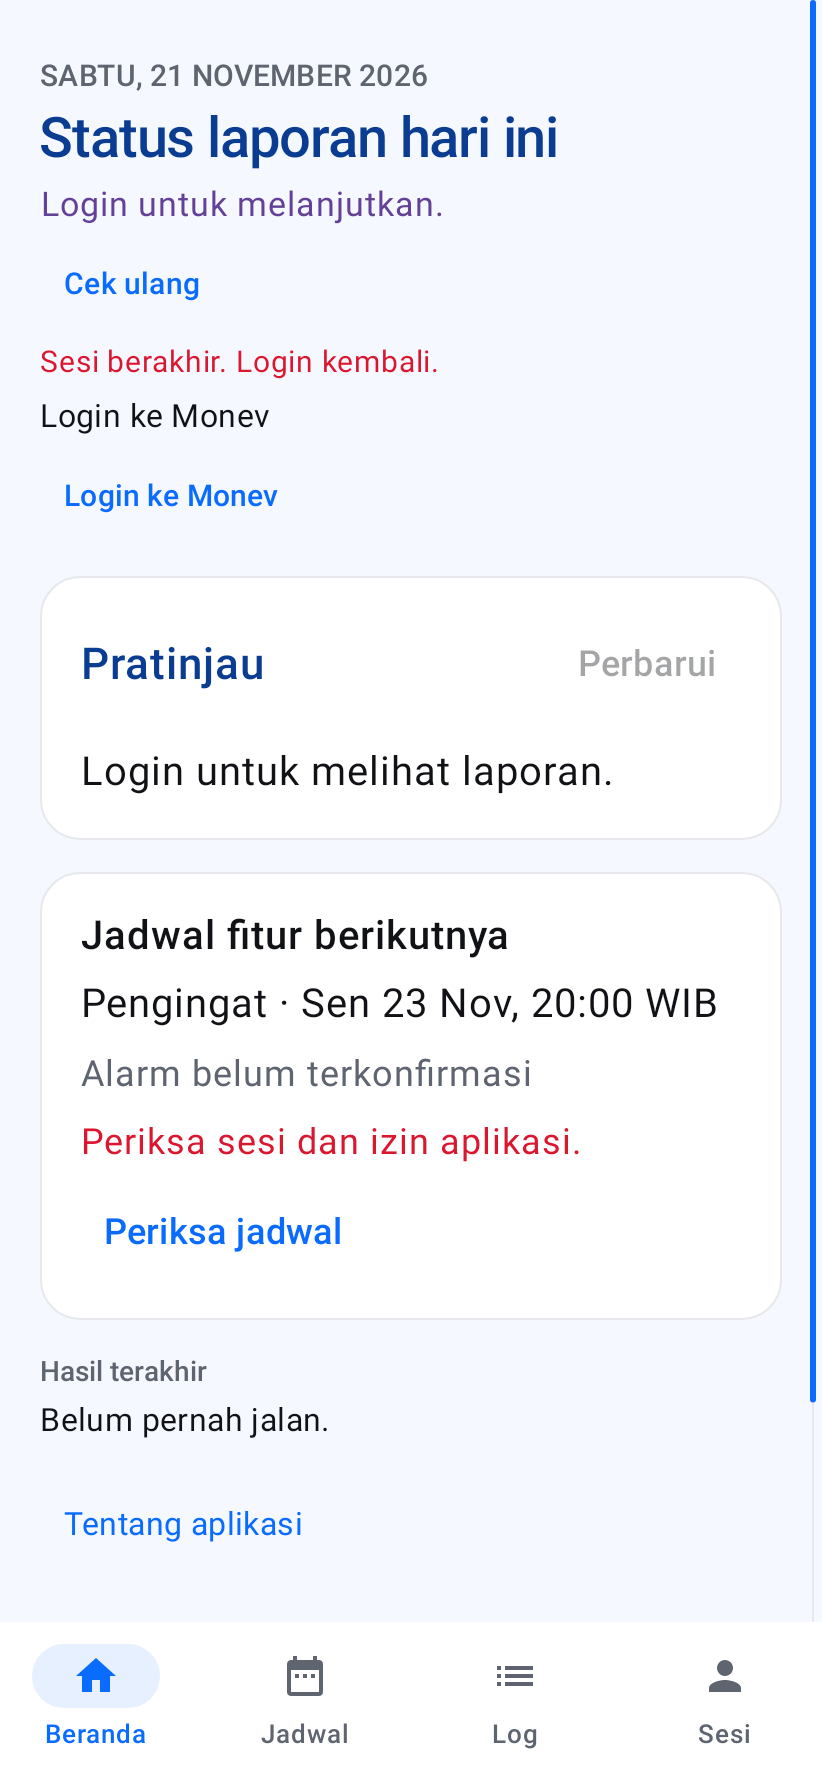 SABTU, 21 NOVEMBER 2026
Status laporan hari ini
Login untuk melanjutkan.
Cek ulang
Sesi berakhir. Login kembali.
Login ke Monev
Login ke Monev
Pratinjau
Perbarui
Login untuk melihat laporan.
Jadwal fitur berikutnya
Pengingat · Sen 23 Nov, 20:00 WIB
Alarm belum terkonfirmasi
Periksa sesi dan izin aplikasi.
Periksa jadwal
Hasil terakhir
Belum pernah jalan.
Tentang aplikasi
Beranda
Jadwal
Log
Sesi